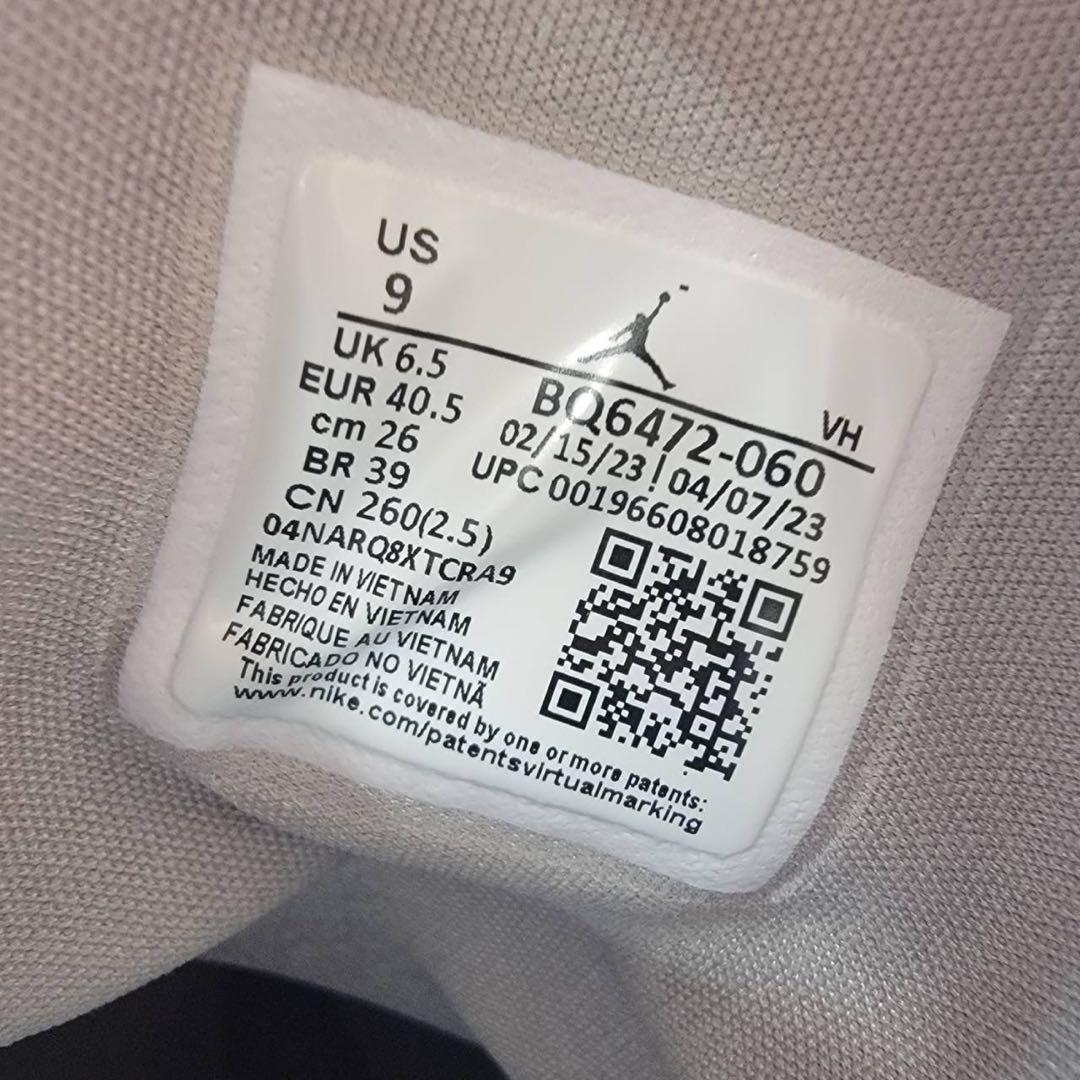 US
9
UK 6.5
EUR 40.5
cm 26
BR 39
CN 260(2.5)
04NARQ8XTCRA9
MADE IN VIETNAM
HECHO EN VIETNAM
FABRIQUE AU VIETNAM
FABRICADO NO VIETNÃ
This product is covered by one or more patents:
www.nike.com/patentsvirtualmarking
VH
BQ6472-060
02/15/23 ! 04/07/23
UPC 00196608018759